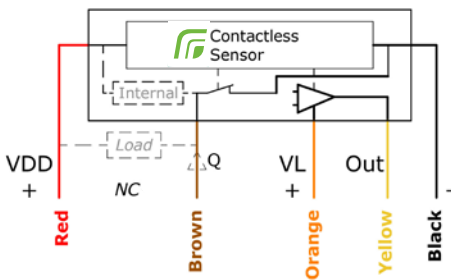 Contactless
Sensor
Internal
Load
Q
VDD
VL
Out
+
NC
+
-
Red
Brown
Orange
Yellow
Black